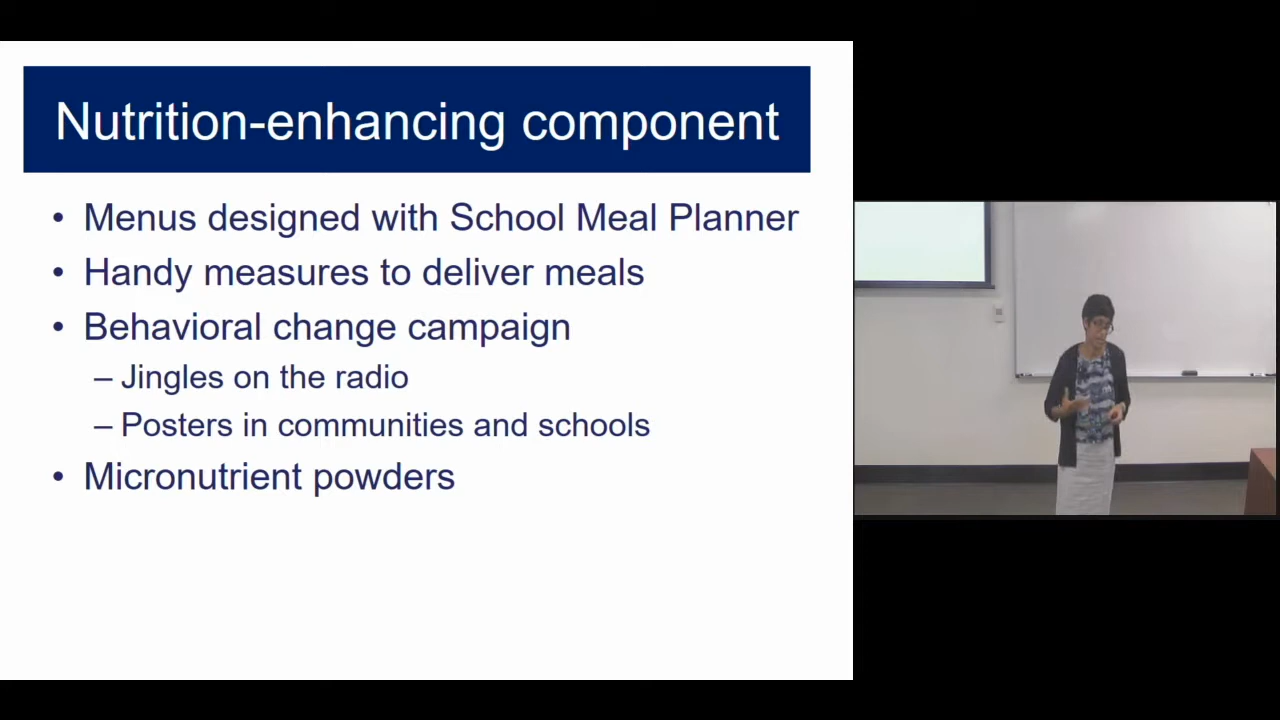 Nutrition-enhancing component
• Menus designed with School Meal Planner
• Handy measures to deliver meals
• Behavioral change campaign
– Jingles on the radio
– Posters in communities and schools
• Micronutrient powders